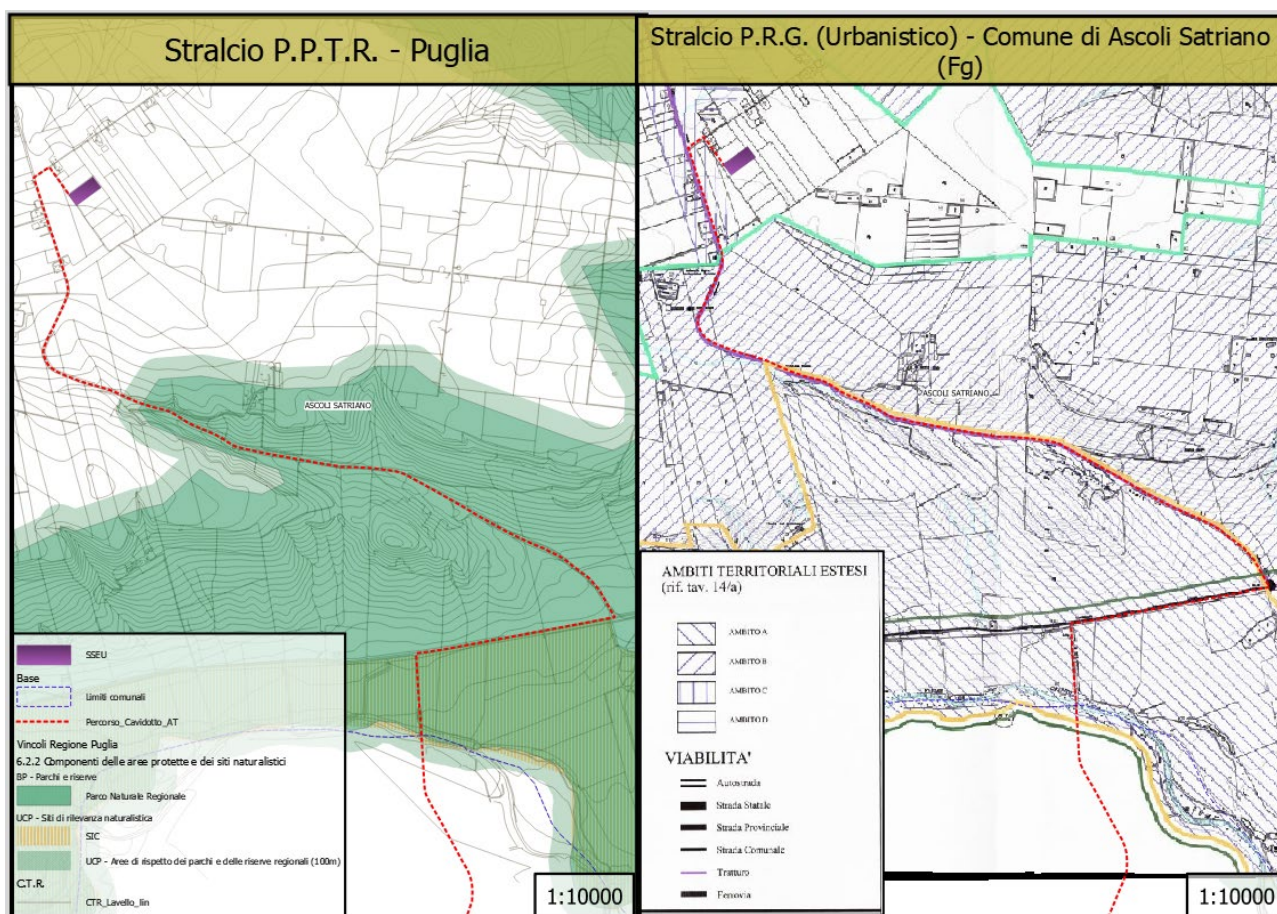 Stralcio P.P.T.R. - Puglia
ASCOLI SATRIANO
SSEU
Base
Limiti comunali
Percorso_Cavidotto_AT
Vincoli Regione Puglia
6.2.2 Componenti delle aree protette e dei siti naturalistici
BP - Parchi e riserve
Parco Naturale Regionale
UCP - Siti di rilevanza naturalistica
SIC
UCP - Aree di rispetto dei parchi e delle riserve regionali (100m)
C.T.R.
CTR_Lavello_lin
1:10000
Stralcio P.R.G. (Urbanistico) - Comune di Ascoli Satriano
(Fg)
ASCOLI SATRIANO
AMBITI TERRITORIALI ESTESI
(rif. tav. 14/a)
AMBITO A
AMBITO B
AMBITO C
AMBITO D
VIABILITA'
Autostrada
Strada Statale
Strada Provinciale
Strada Comunale
Tratturo
Ferrovia
1:10000